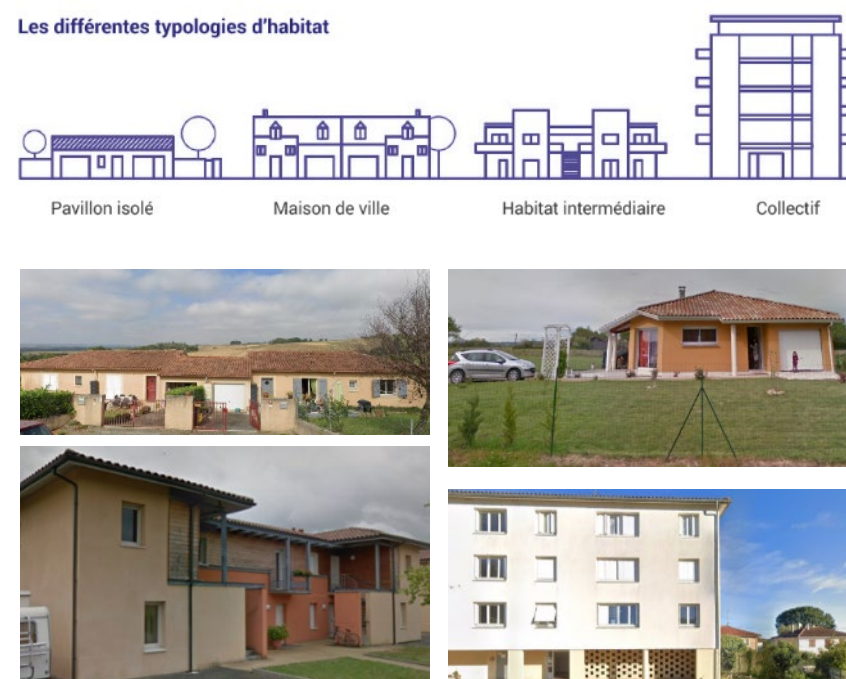 Les différentes typologies d'habitat
Pavillon isolé
Maison de ville
Habitat intermédiaire
Collectif